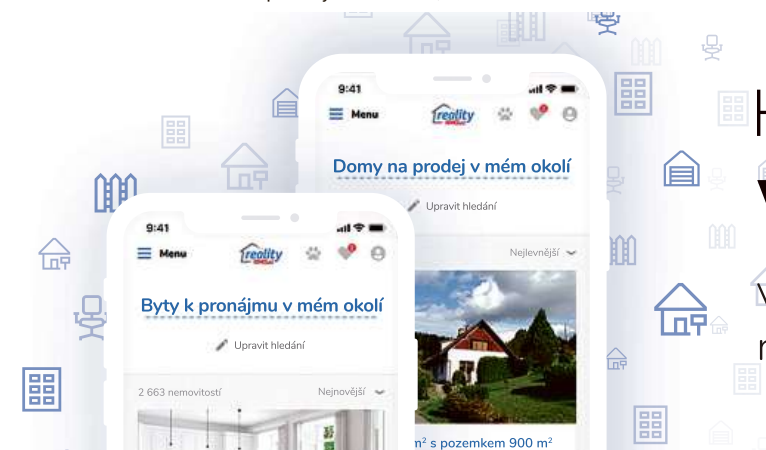 9:41
Menu
reality
Domy na prodej v mém okolí
Upravit hledání
Nejlevnější
m² s pozemkem 900 m²
9:41
Menu
reality
Byty k pronájmu v mém okolí
Upravit hledání
2 663 nemovitostí
Nejnovější